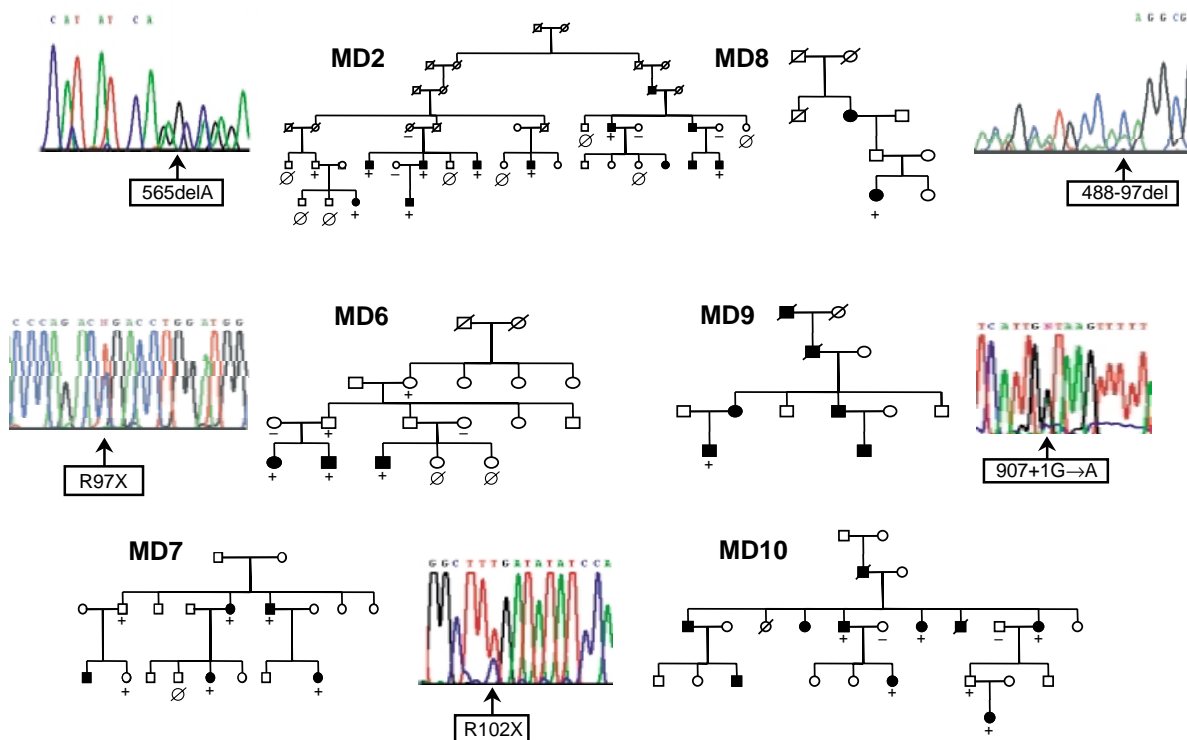 C A T A T C A
MD2
MD8
A G G C G
565delA
488-97del
C C C A G A C N G A C C T G G A T G G
MD6
MD9
T C A T T G N T A A G T T T T T
R97X
907+1G→A
MD7
G G C T T T G A T A T A T C C A
MD10
R102X